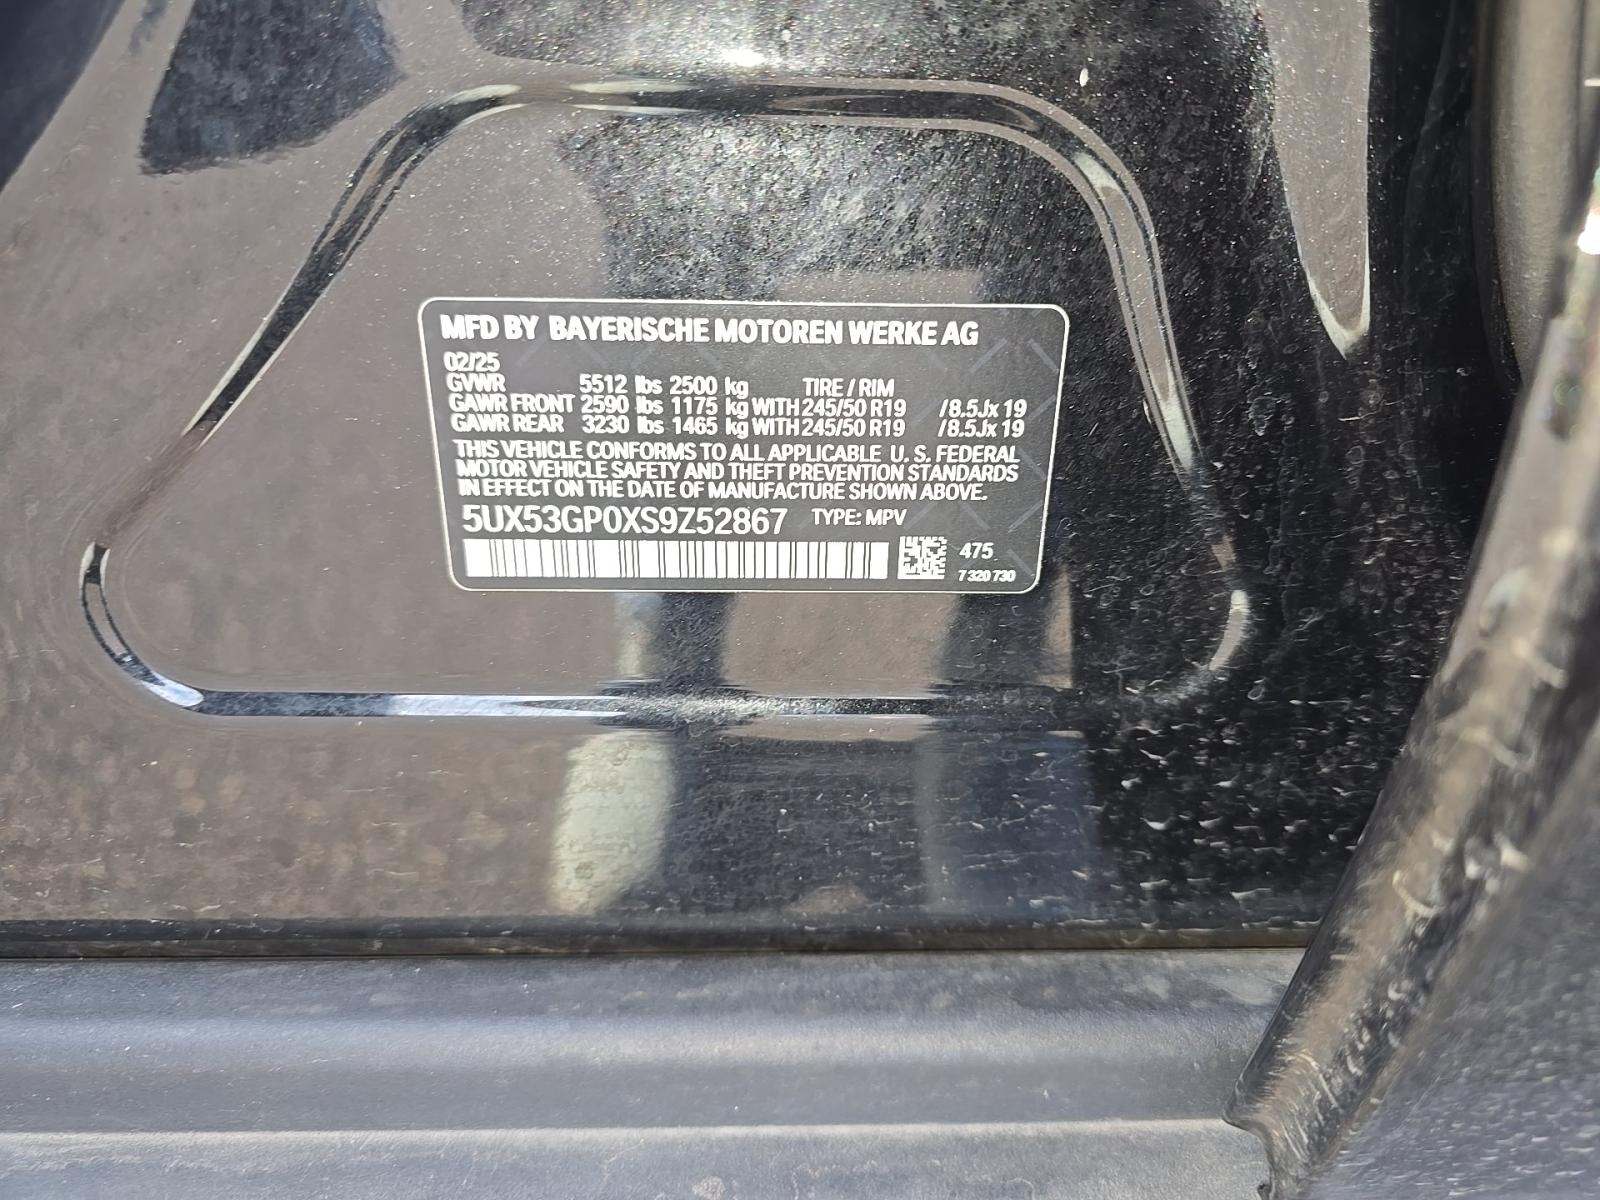 MFD BY BAYERISCHE MOTOREN WERKE AG
02/25
GVWR 5512 lbs 2500 kg TIRE / RIM
GAWR FRONT 2590 lbs 1175 kg WITH 245/50 R19 /8.5Jx 19
GAWR REAR 3230 lbs 1465 kg WITH 245/50 R19 /8.5Jx 19
THIS VEHICLE CONFORMS TO ALL APPLICABLE U. S. FEDERAL
MOTOR VEHICLE SAFETY AND THEFT PREVENTION STANDARDS
IN EFFECT ON THE DATE OF MANUFACTURE SHOWN ABOVE.
5UX53GP0XS9Z52867 TYPE: MPV
475
7 320 730